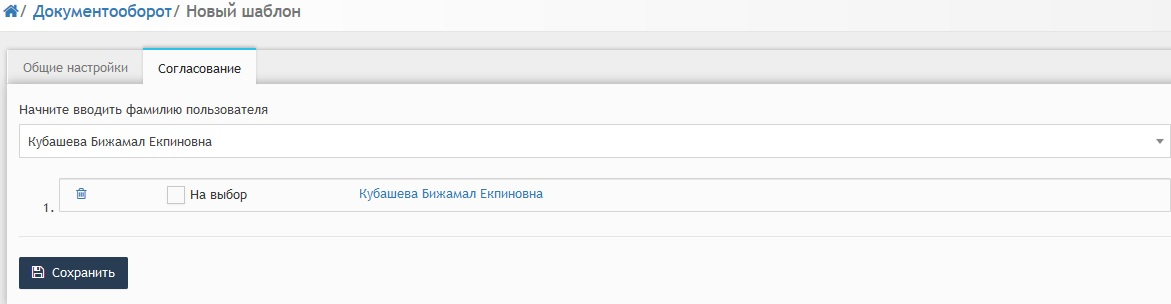 / Документооборот/ Новый шаблон
Общие настройки Согласование
Начните вводить фамилию пользователя
Кубашева Бижамал Екпиновна
1. На выбор Кубашева Бижамал Екпиновна
Сохранить